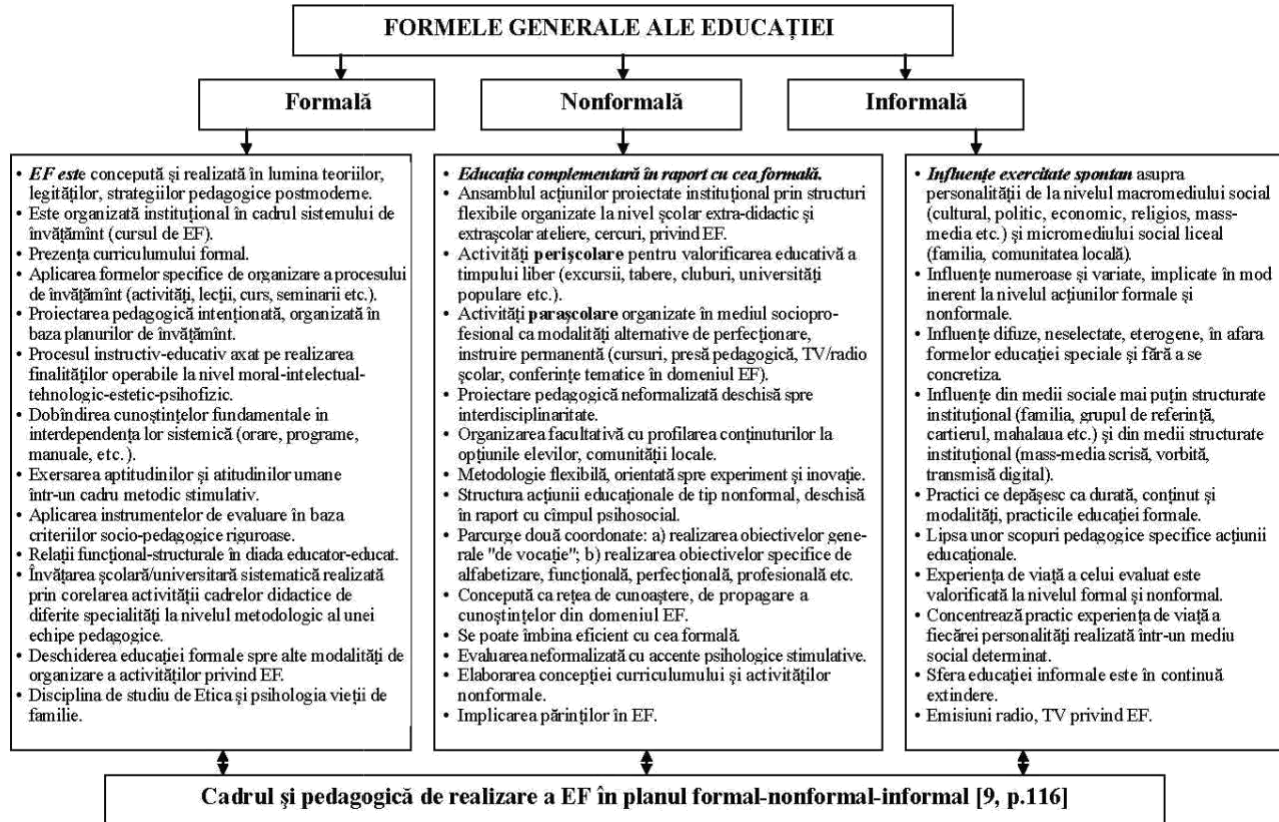 FORMELE GENERALE ALE EDUCAȚIEI
Formală
Nonformală
Informală
• EF este concepută și realizată în lumina teoriilor,
legităților, strategiilor pedagogice postmoderne.
• Este organizată instituțional în cadrul sistemului de
învățămînt (cursul de EF).
• Prezența curriculumului formal.
• Aplicarea formelor specifice de organizare a procesului
de învățămînt (activități, lecții, curs, seminarii etc.).
• Proiectarea pedagogică intenționată, organizată în
baza planurilor de învățămînt.
• Procesul instructiv-educativ axat pe realizarea
finalităților operabile la nivel moral-intelectual-
tehnologic-estetic-psihofizic.
• Dobîndirea cunoștințelor fundamentale in
interdependența lor sistemică (orare, programe,
manuale, etc.).
• Exersarea aptitudinilor și atitudinilor umane
într-un cadru metodic stimulativ.
• Aplicarea instrumentelor de evaluare în baza
criteriilor socio-pedagogice riguroase.
• Relații funcțional-structurale în diada educator-educat.
• Învățarea școlară/universitară sistematică realizată
prin corelarea activității cadrelor didactice de
diferite specialități la nivelul metodologic al unei
echipe pedagogice.
• Deschiderea educației formale spre alte modalități de
organizare a activităților privind EF.
• Disciplina de studiu de Etica și psihologia vieții de
familie.
• Educația complementară în raport cu cea formală.
• Ansamblul acțiunilor proiectate instituțional prin structuri
flexibile organizate la nivel școlar extra-didactic și
extrașcolar ateliere, cercuri, privind EF.
• Activități perișcolare pentru valorificarea educativă a
timpului liber (excursii, tabere, cluburi, universități
populare etc.).
• Activități parașcolare organizate în mediul sociopro-
fesional ca modalități alternative de perfecționare,
instruire permanentă (cursuri, presă pedagogică, TV/radio
școlar, conferințe tematice în domeniul EF).
• Proiectare pedagogică neformalizată deschisă spre
interdisciplinaritate.
• Organizarea facultativă cu profilarea conținuturilor la
opțiunile elevilor, comunității locale.
• Metodologie flexibilă, orientată spre experiment și inovație.
• Structura acțiunii educaționale de tip nonformal, deschisă
în raport cu cîmpul psihosocial.
• Parcurge două coordonate: a) realizarea obiectivelor gene-
rale "de vocație"; b) realizarea obiectivelor specifice de
alfabetizare, funcțională, perfecțională, profesională etc.
• Concepută ca rețea de cunoaștere, de propagare a
cunoștințelor din domeniul EF.
• Se poate îmbina eficient cu cea formală.
• Evaluarea neformalizată cu accente psihologice stimulative.
• Elaborarea concepției curriculumului și activităților
nonformale.
• Implicarea părinților în EF.
• Influențe exercitate spontan asupra
personalității de la nivelul macromediului social
(cultural, politic, economic, religios, mass-
media etc.) și micromediului social liceal
(familia, comunitatea locală).
• Influențe numeroase și variate, implicate în mod
inerent la nivelul acțiunilor formale și
nonformale.
• Influențe difuze, neselectate, eterogene, în afara
formelor educației speciale și fără a se
concretiza.
• Influențe din medii sociale mai puțin structurate
instituțional (familia, grupul de referință,
cartierul, mahalaua etc.) și din medii structurate
instituțional (mass-media scrisă, vorbită,
transmisă digital).
• Practici ce depășesc ca durată, conținut și
modalități, practicile educației formale.
• Lipsa unor scopuri pedagogice specifice acțiunii
educaționale.
• Experiența de viață a celui evaluat este
valorificată la nivelul formal și nonformal.
• Concentrează practic experiența de viață a
fiecărei personalități realizată într-un mediu
social determinat.
• Sfera educației informale este în continuă
extindere.
• Emisiuni radio, TV privind EF.
Cadrul şi pedagogică de realizare a EF în planul formal-nonformal-informal [9, p.116]